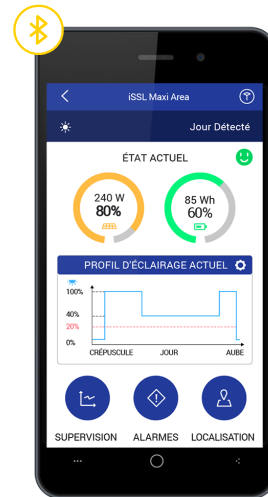 iSSL Maxi Area
Jour Détecté
ÉTAT ACTUEL
240 W
80%
85 Wh
60%
PROFIL D'ÉCLAIRAGE ACTUEL
100%
40%
20%
0%
CRÉPUSCULE JOUR AUBE
SUPERVISION ALARMES LOCALISATION